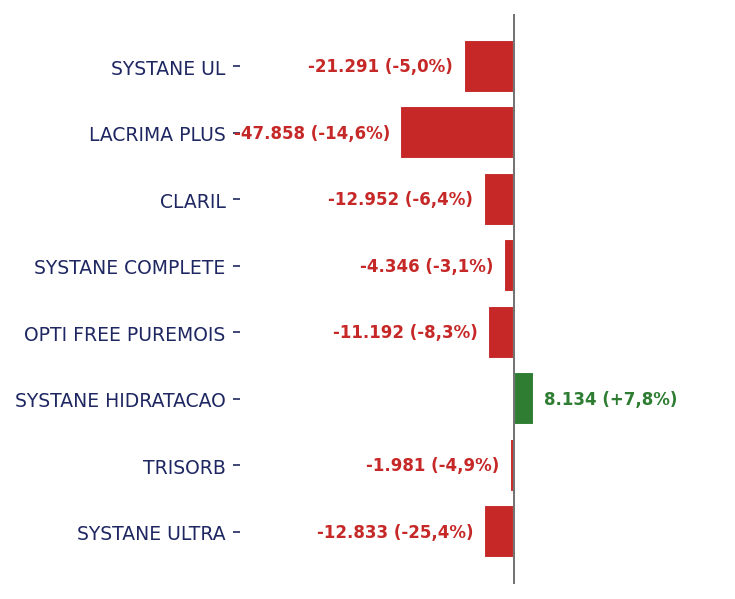 SYSTANE UL -21.291 (-5,0%)
LACRIMA PLUS -47.858 (-14,6%)
CLARIL -12.952 (-6,4%)
SYSTANE COMPLETE -4.346 (-3,1%)
OPTI FREE PUREMOIS -11.192 (-8,3%)
SYSTANE HIDRATACAO 8.134 (+7,8%)
TRISORB -1.981 (-4,9%)
SYSTANE ULTRA -12.833 (-25,4%)